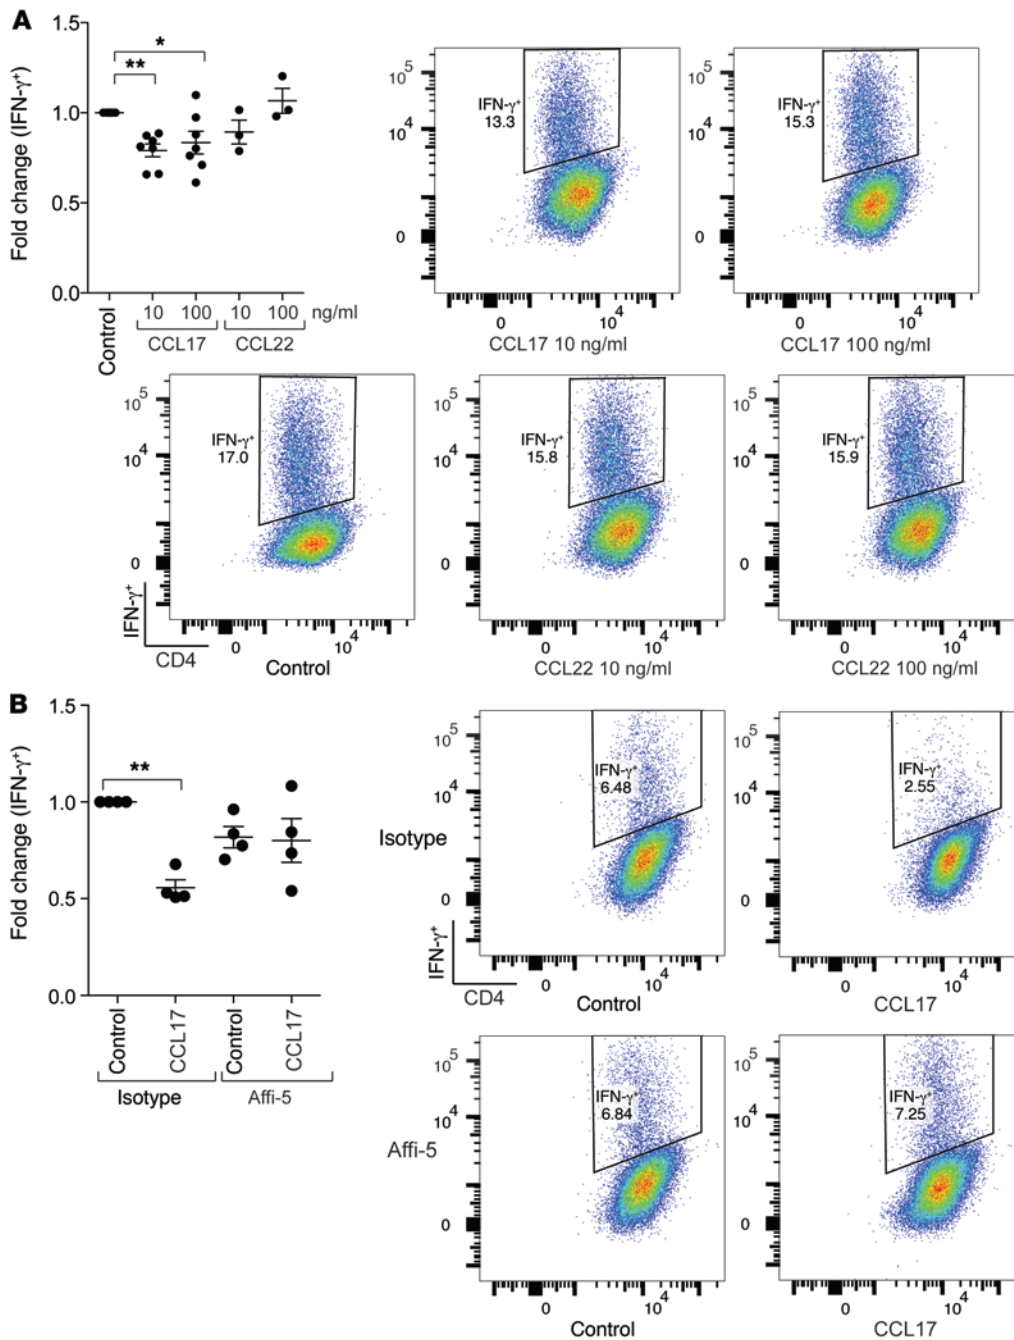 A
Fold change (IFN-γ+)
1.5
1.0
0.5
0.0
**
*
Control
10 100 10 100 ng/ml
CCL17 CCL22
10⁵
10⁴
0
IFN-γ+
13.3
0 10⁴
CCL17 10 ng/ml
10⁵
10⁴
0
IFN-γ+
15.3
0 10⁴
CCL17 100 ng/ml
10⁵
10⁴
0
IFN-γ+
17.0
IFN-γ+
CD4
0 10⁴
Control
10⁵
10⁴
0
IFN-γ+
15.8
0 10⁴
CCL22 10 ng/ml
10⁵
10⁴
0
IFN-γ+
15.9
0 10⁴
CCL22 100 ng/ml
B
Fold change (IFN-γ+)
1.5
1.0
0.5
0.0
**
Control CCL17 Control CCL17
Isotype Affi-5
Isotype
10⁵
10⁴
0
IFN-γ+
6.48
IFN-γ+
CD4
0 10⁴
Control
10⁵
10⁴
0
IFN-γ+
2.55
0 10⁴
CCL17
Affi-5
10⁵
10⁴
0
IFN-γ+
6.84
0 10⁴
Control
10⁵
10⁴
0
IFN-γ+
7.25
0 10⁴
CCL17